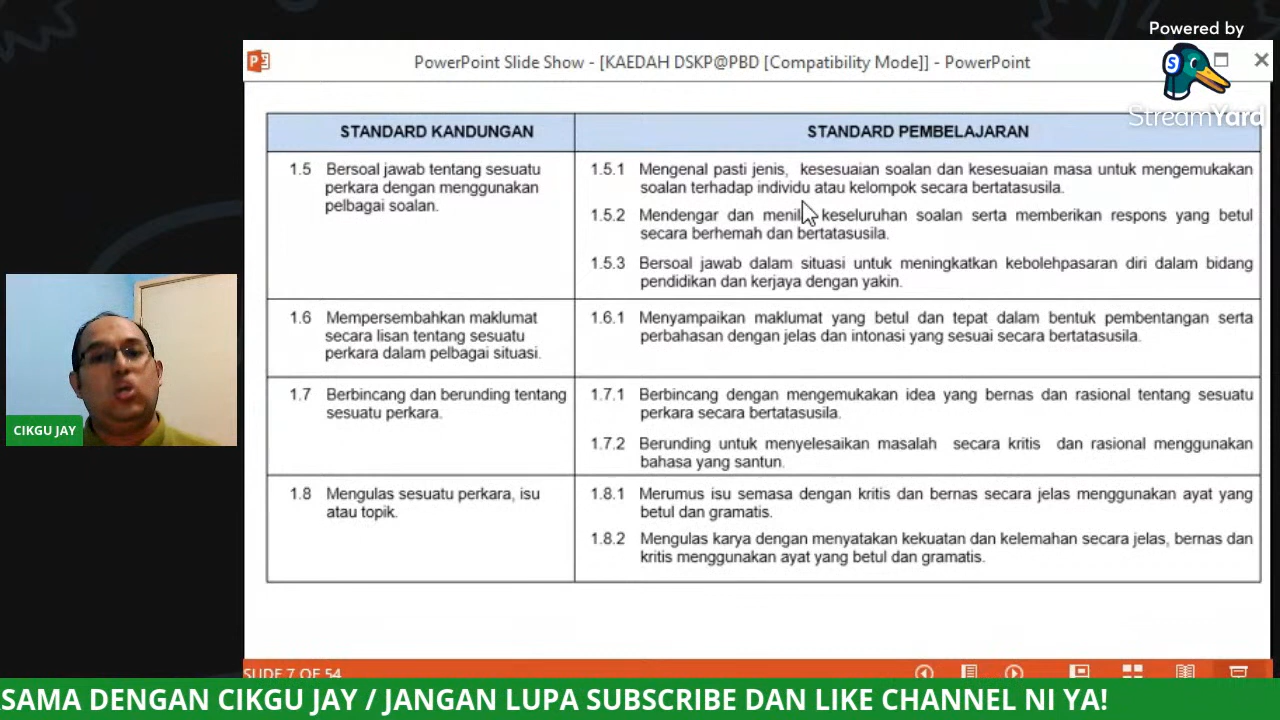 Powered by
StreamYard
PowerPoint Slide Show - [KAEDAH DSKP@PBD [Compatibility Mode]] - PowerPoint
STANDARD KANDUNGAN
STANDARD PEMBELAJARAN
1.5 Bersoal jawab tentang sesuatu
perkara dengan menggunakan
pelbagai soalan.
1.5.1 Mengenal pasti jenis, kesesuaian soalan dan kesesuaian masa untuk mengemukakan
soalan terhadap individu atau kelompok secara bertatasusila.
1.5.2 Mendengar dan menilai keseluruhan soalan serta memberikan respons yang betul
secara berhemah dan bertatasusila.
1.5.3 Bersoal jawab dalam situasi untuk meningkatkan kebolehpasaran diri dalam bidang
pendidikan dan kerjaya dengan yakin.
1.6 Mempersembahkan maklumat
secara lisan tentang sesuatu
perkara dalam pelbagai situasi.
1.6.1 Menyampaikan maklumat yang betul dan tepat dalam bentuk pembentangan serta
perbahasan dengan jelas dan intonasi yang sesuai secara bertatasusila.
1.7 Berbincang dan berunding tentang
sesuatu perkara.
1.7.1 Berbincang dengan mengemukakan idea yang bernas dan rasional tentang sesuatu
perkara secara bertatasusila.
1.7.2 Berunding untuk menyelesaikan masalah secara kritis dan rasional menggunakan
bahasa yang santun.
1.8 Mengulas sesuatu perkara, isu
atau topik.
1.8.1 Merumus isu semasa dengan kritis dan bernas secara jelas menggunakan ayat yang
betul dan gramatis.
1.8.2 Mengulas karya dengan menyatakan kekuatan dan kelemahan secara jelas, bernas dan
kritis menggunakan ayat yang betul dan gramatis.
CIKGU JAY
SLIDE 7 OF 54
SAMA DENGAN CIKGU JAY / JANGAN LUPA SUBSCRIBE DAN LIKE CHANNEL NI YA!